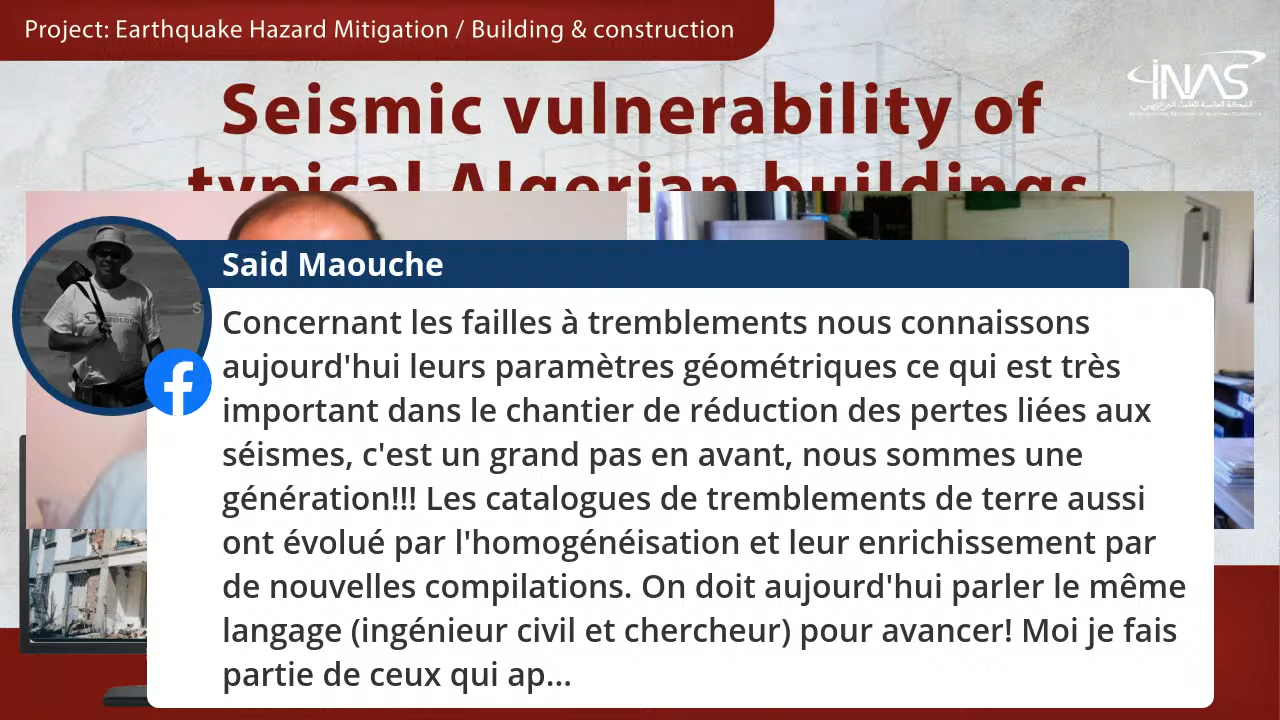 Project: Earthquake Hazard Mitigation / Building & construction
INAS
Seismic vulnerability of
typical Algerian buildings
Said Maouche
Concernant les failles à tremblements nous connaissons
aujourd'hui leurs paramètres géométriques ce qui est très
important dans le chantier de réduction des pertes liées aux
séismes, c'est un grand pas en avant, nous sommes une
génération!!! Les catalogues de tremblements de terre aussi
ont évolué par l'homogénéisation et leur enrichissement par
de nouvelles compilations. On doit aujourd'hui parler le même
langage (ingénieur civil et chercheur) pour avancer! Moi je fais
partie de ceux qui ap...